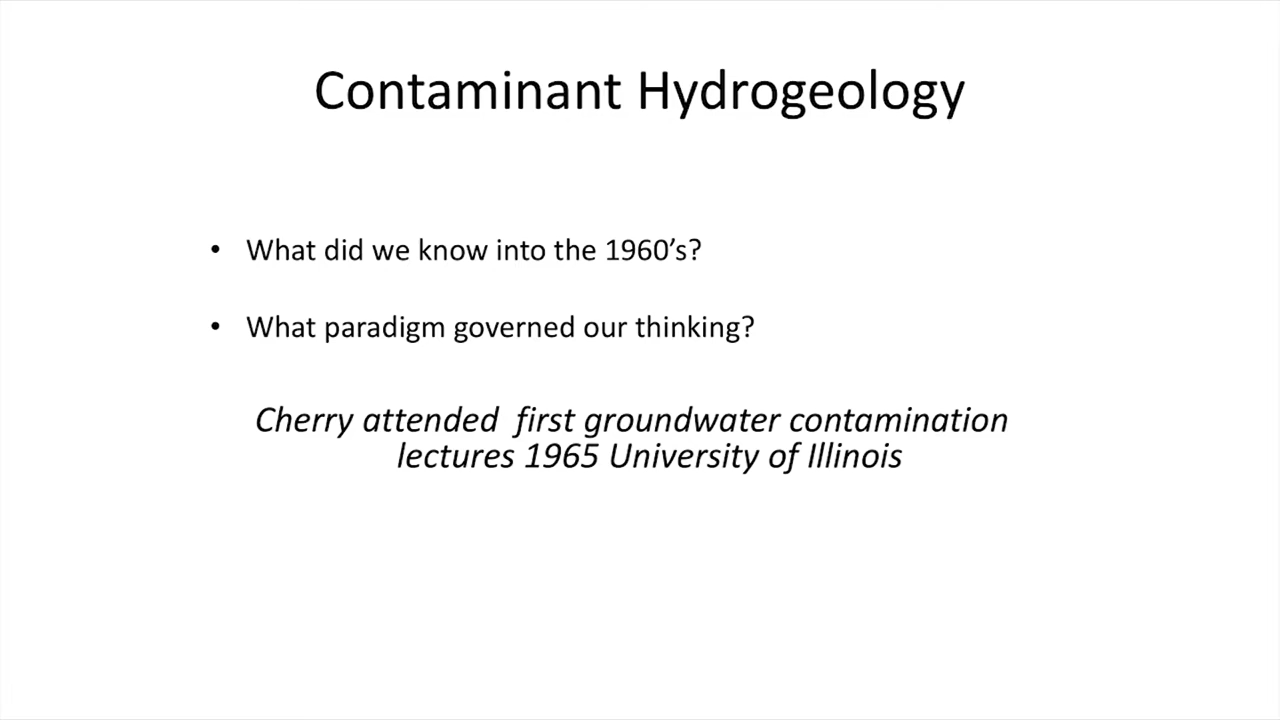 Contaminant Hydrogeology
• What did we know into the 1960’s?
• What paradigm governed our thinking?
Cherry attended first groundwater contamination
lectures 1965 University of Illinois